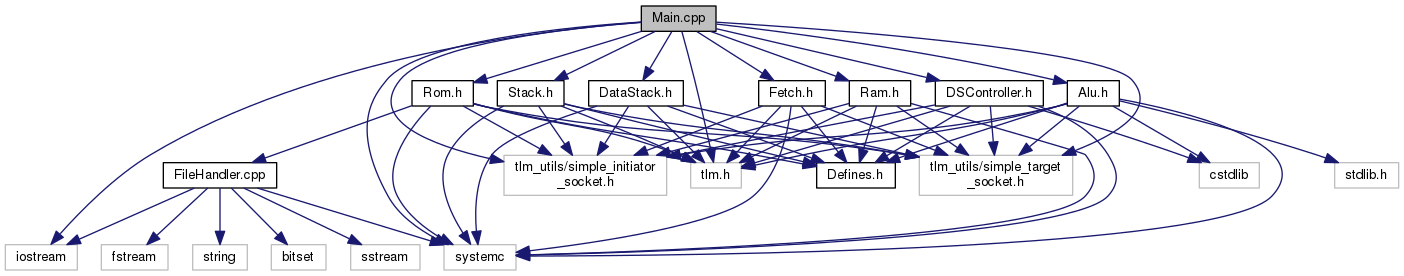 Main.cpp
Rom.h
Stack.h
DataStack.h
Fetch.h
Ram.h
DSController.h
Alu.h
FileHandler.cpp
tlm_utils/simple_initiator
_socket.h
tlm.h
Defines.h
tlm_utils/simple_target
_socket.h
cstdlib
stdlib.h
iostream
fstream
string
bitset
sstream
systemc